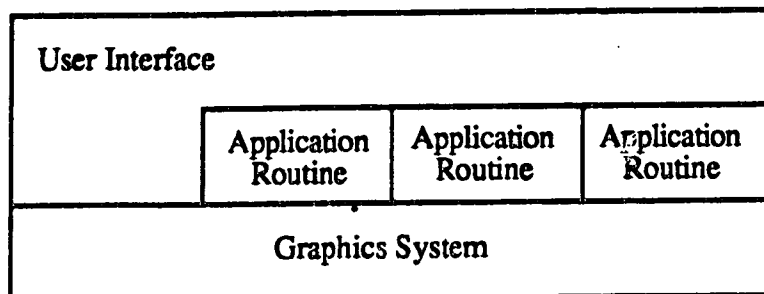 User Interface
Application
Routine
Application
Routine
Application
Routine
Graphics System